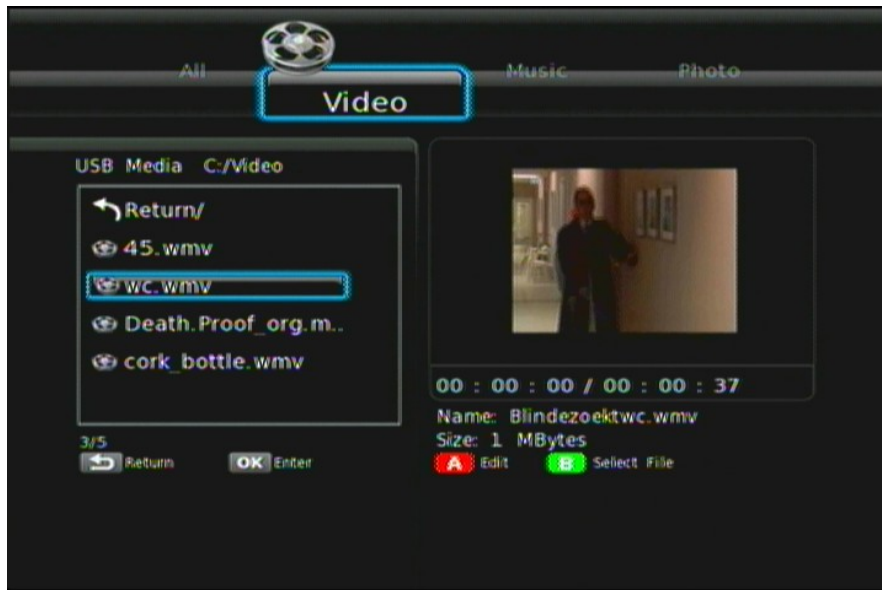 All Video Music Photo
USB Media C:/Video
Return/
45.wmv
wc.wmv
Death.Proof_org.m..
cork_bottle.wmv
3/5
Return OK Enter
00 : 00 : 00 / 00 : 00 : 37
Name: Blindezoektwc.wmv
Size: 1 MBytes
A Edit B Select File